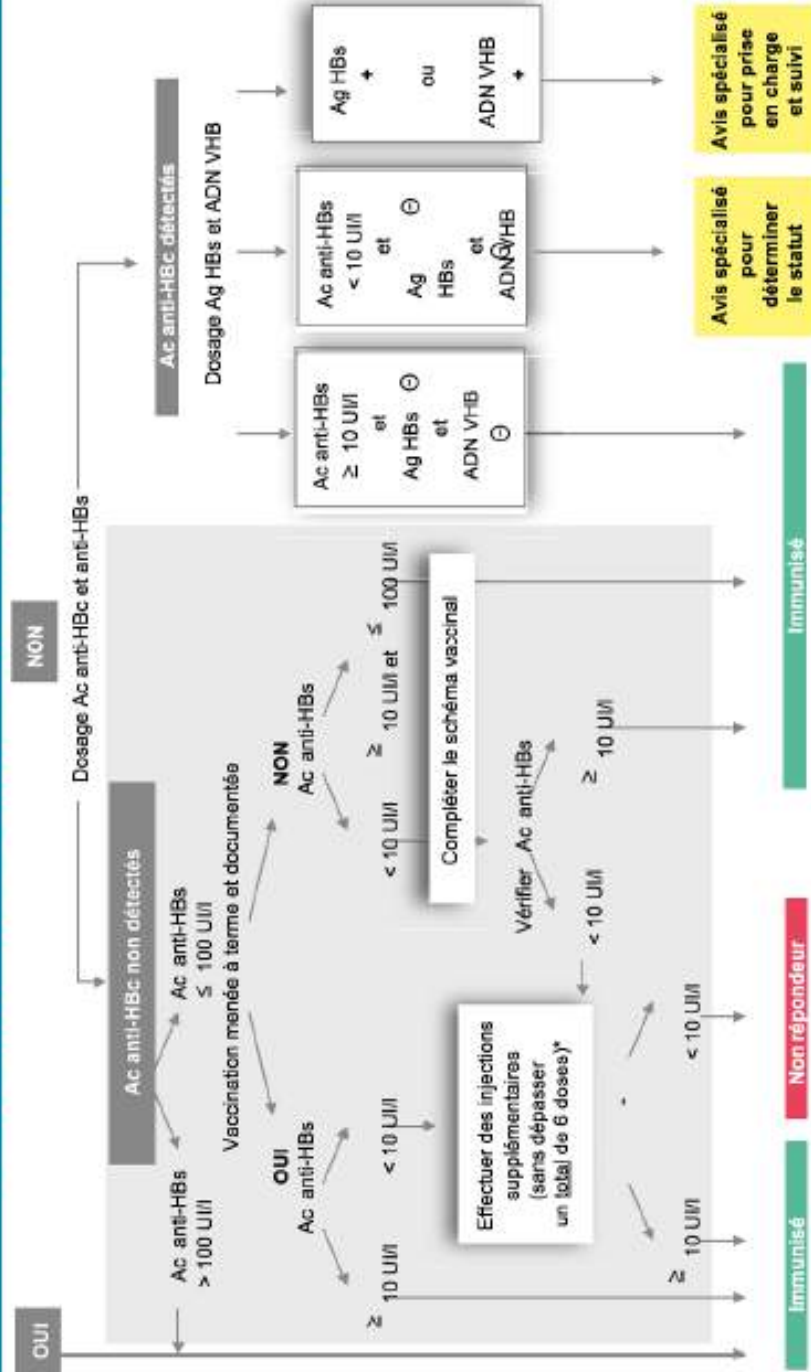 OUI
NON
Dosage Ac anti-HBc et anti-HBs
Ac anti-HBc non détectés
Ac anti-HBs
> 100 UI/l
Ac anti-HBs
≤ 100 UI/l
Vaccination menée à terme et documentée
OUI
Ac anti-HBs
NON
Ac anti-HBs
≥
10 UI/l
< 10 UI/l
< 10 UI/l
≥
10 UI/l et
≤
100 UI/l
Compléter le schéma vaccinal
Vérifier Ac anti-HBs
< 10 UI/l
≥
10 UI/l
Effectuer des injections
supplémentaires
(sans dépasser
un total de 6 doses)*
≥
10 UI/l
< 10 UI/l
Ac anti-HBc détectés
Dosage Ag HBs et ADN VHB
Ac anti-HBs
≥ 10 UI/l
et
Ag HBs ⊖
et
ADN VHB
⊖
Ac anti-HBs
< 10 UI/l
et
Ag ⊖
HBs
et
ADN VHB
⊖
Ag HBs
+
ou
ADN VHB
+
Immunisé
Non répondeur
Immunisé
Avis spécialisé
pour
déterminer
le statut
Avis spécialisé
pour prise
en charge
et suivi